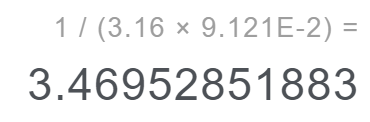 1 / (3.16 × 9.121E-2) =
3.46952851883